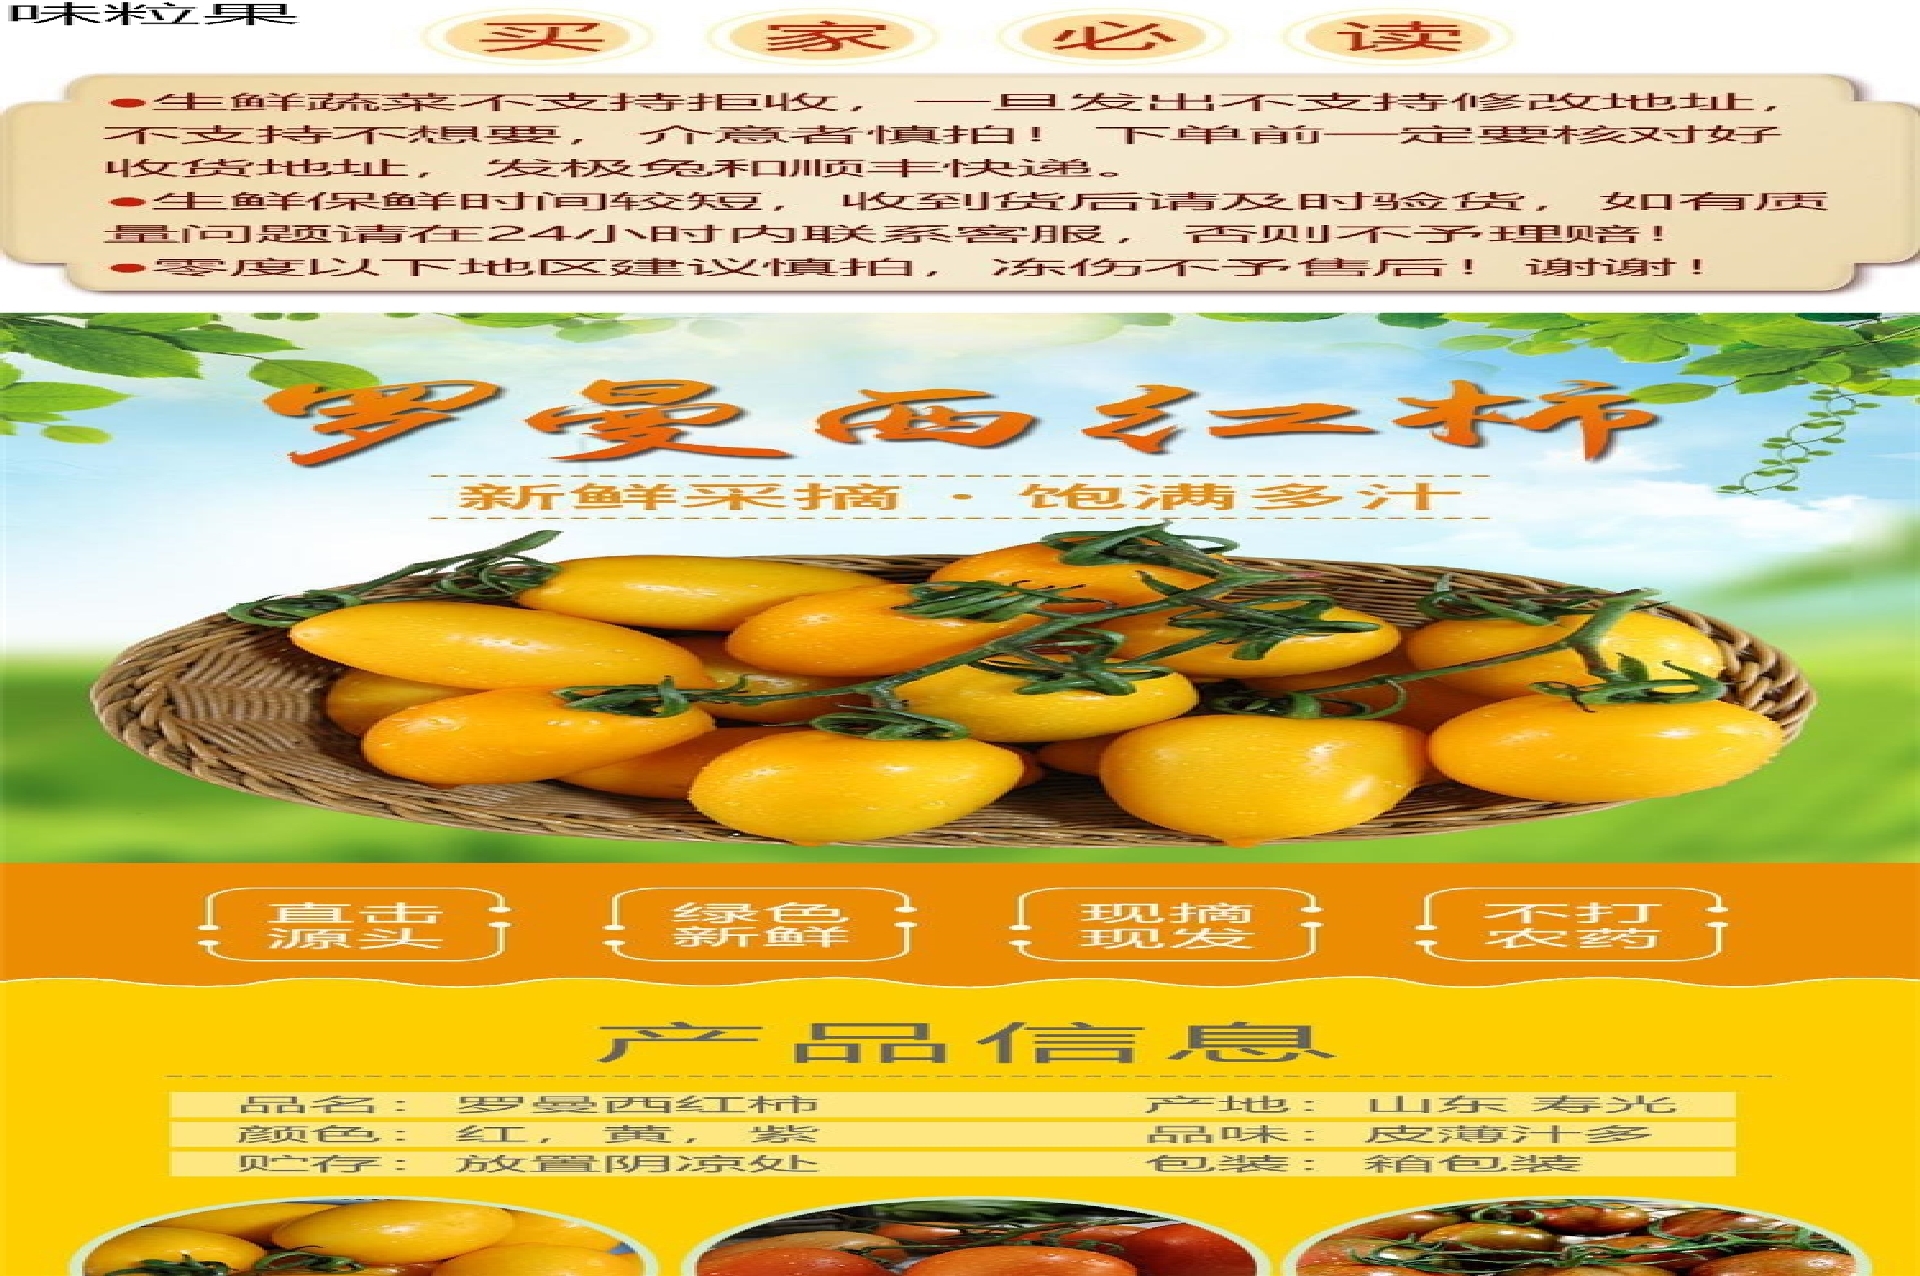 味粒果
买家必读
●生鲜蔬菜不支持拒收，一旦发出不支持修改地址，
不支持不想要，介意者慎拍！下单前一定要核对好
收货地址，发极兔和顺丰快递。
●生鲜保鲜时间较短，收到货后请及时验货，如有质
量问题请在24小时内联系客服，否则不予理赔！
●零度以下地区建议慎拍，冻伤不予售后！谢谢！
罗曼西红柿
新鲜采摘·饱满多汁
直击
源头
绿色
新鲜
现摘
现发
不打
农药
产品信息
品名：罗曼西红柿 产地：山东 寿光
颜色：红，黄，紫 品味：皮薄汁多
贮存：放置阴凉处 包装：箱包装